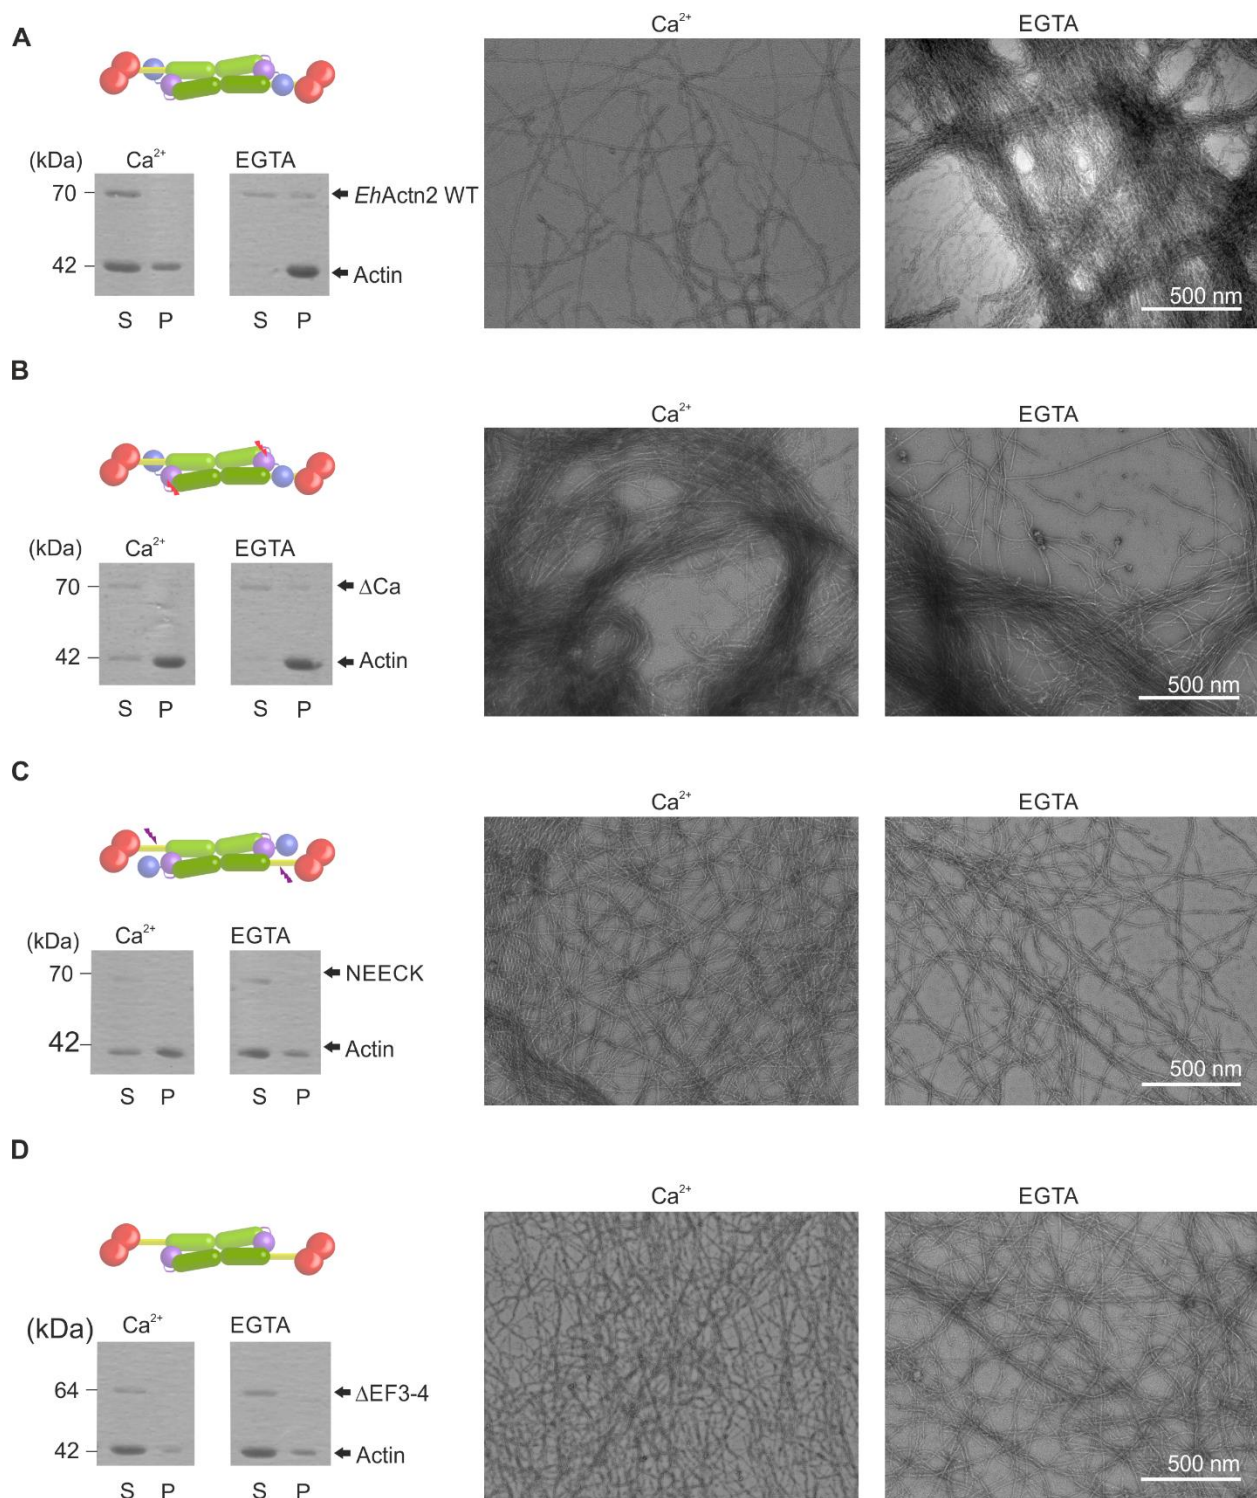 A
Ca²⁺
EGTA
(kDa)
Ca²⁺
EGTA
70
EhActn2 WT
42
Actin
S P
S P
500 nm
B
Ca²⁺
EGTA
(kDa)
Ca²⁺
EGTA
70
ΔCa
42
Actin
S P
S P
500 nm
C
Ca²⁺
EGTA
(kDa)
Ca²⁺
EGTA
70
NEECK
42
Actin
S P
S P
500 nm
D
Ca²⁺
EGTA
(kDa)
Ca²⁺
EGTA
64
ΔEF3-4
42
Actin
S P
S P
500 nm